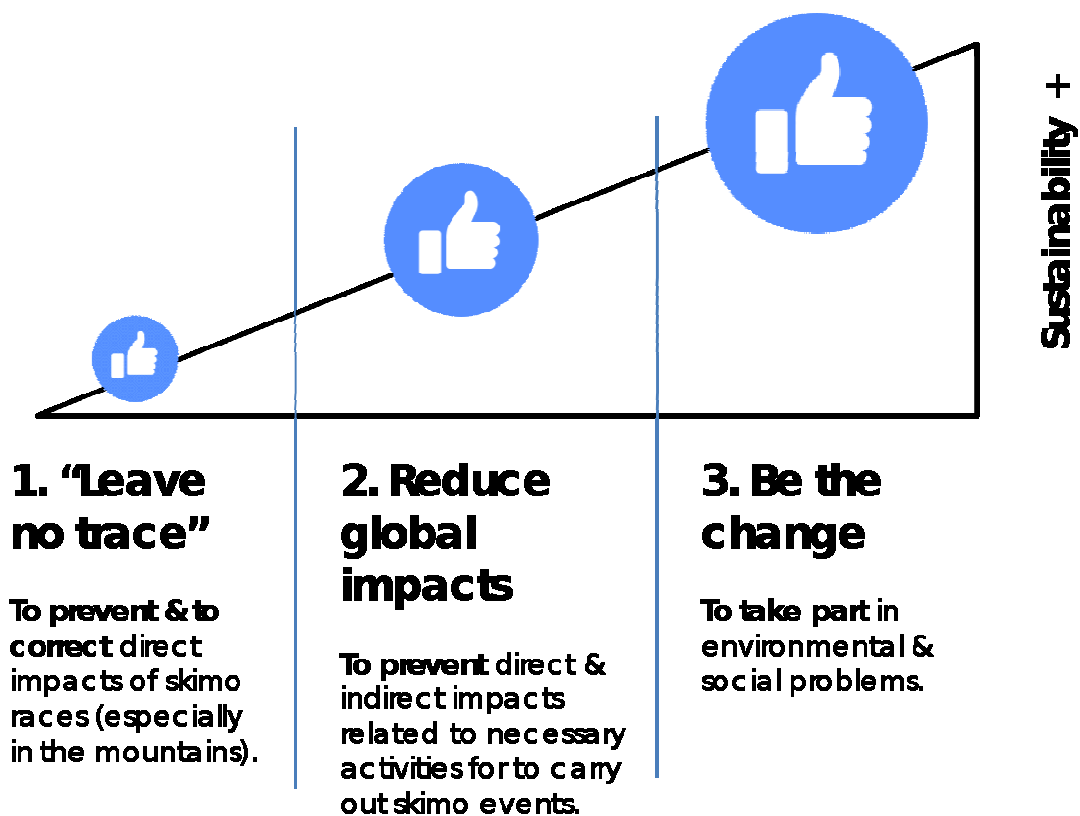 Sustainability +
1. “Leave
no trace”
To prevent & to
correct direct
impacts of skimo
races (especially
in the mountains).
2. Reduce
global
impacts
To prevent direct &
indirect impacts
related to necessary
activities for to carry
out skimo events.
3. Be the
change
To take part in
environmental &
social problems.